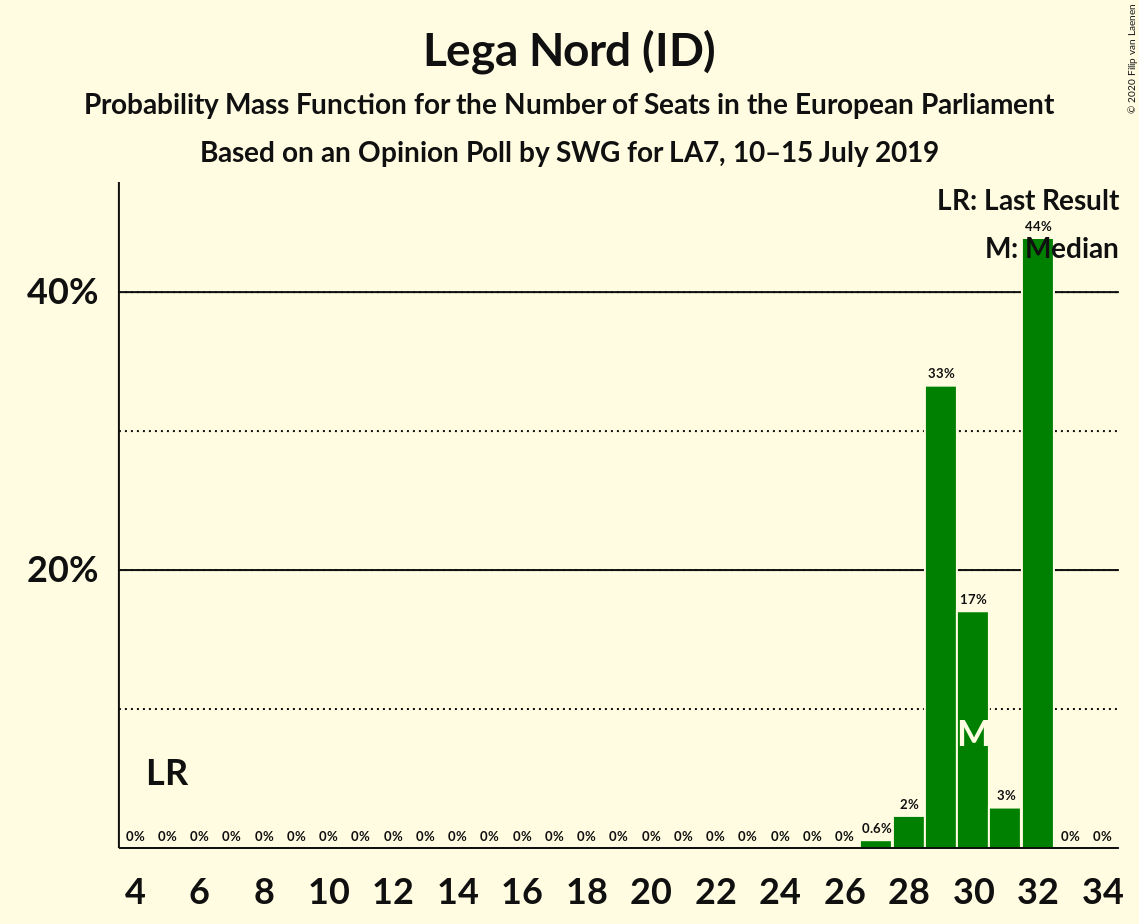 Lega Nord (ID)
Probability Mass Function for the Number of Seats in the European Parliament
Based on an Opinion Poll by SWG for LA7, 10–15 July 2019
© 2020 Filip van Laenen
LR: Last Result
M: Median
44%
40%
33%
20%
17%
M
LR
0% 0% 0% 0% 0% 0% 0% 0% 0% 0% 0% 0% 0% 0% 0% 0% 0% 0% 0% 0% 0% 0% 0% 0.6% 2% 3% 0% 0%
4 6 8 10 12 14 16 18 20 22 24 26 28 30 32 34